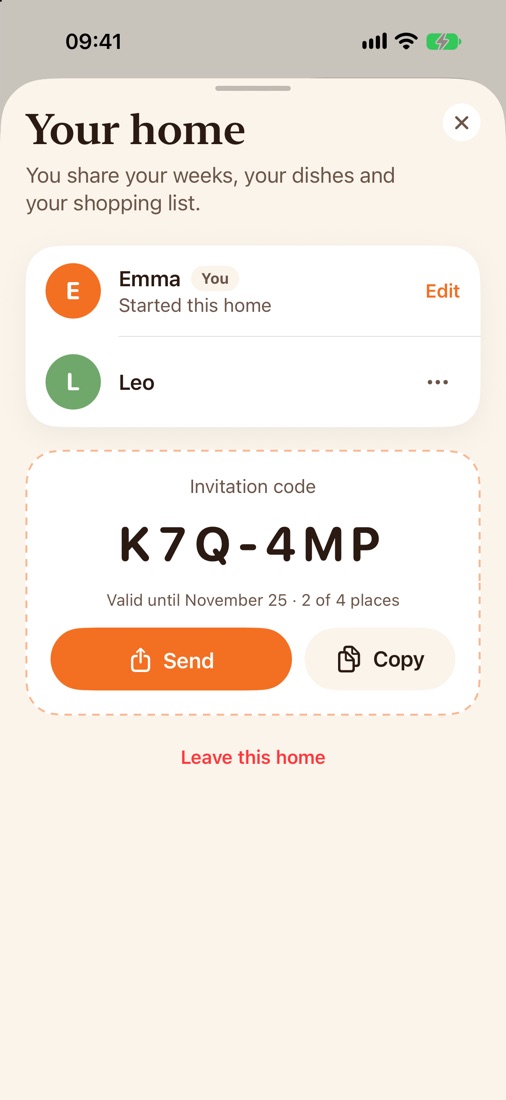 09:41
Your home
You share your weeks, your dishes and
your shopping list.
E
Emma You
Started this home
Edit
L
Leo
Invitation code
K7Q-4MP
Valid until November 25 · 2 of 4 places
Send
Copy
Leave this home